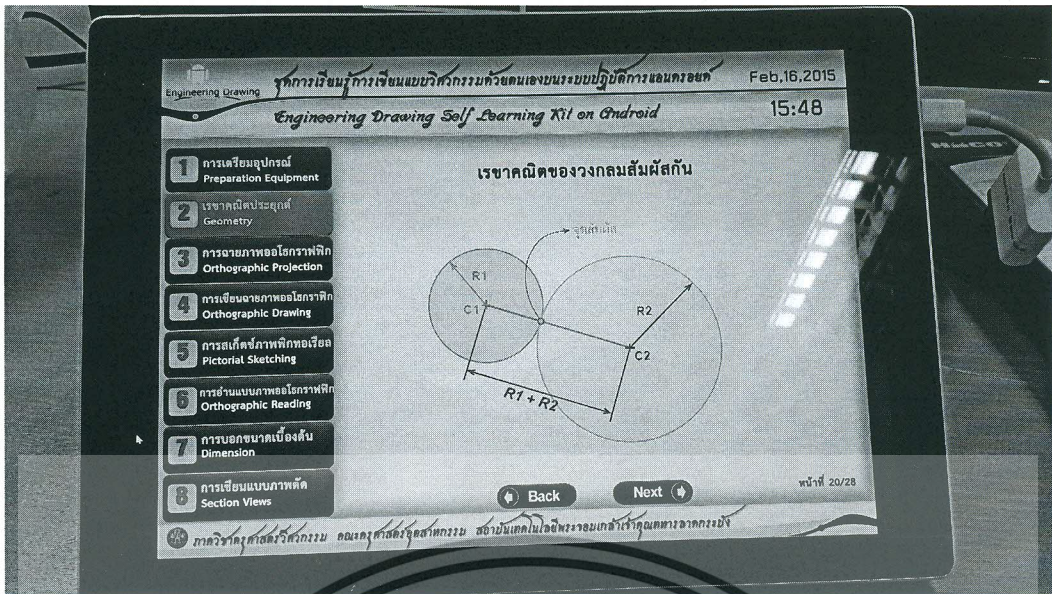 Engineering Drawing
ชุดการเรียนรู้การเขียนแบบวิศวกรรมด้วยตนเองบนระบบปฏิบัติการแอนดรอยด์
Feb,16,2015
Engineering Drawing Self Learning Kit on Android
15:48
1 การเตรียมอุปกรณ์
Preparation Equipment
2 เรขาคณิตประยุกต์
Geometry
3 การฉายภาพออโธกราฟฟิก
Orthographic Projection
4 การเขียนฉายภาพออโธกราฟิก
Orthographic Drawing
5 การสเก็ตช์ภาพพิกทอเรียล
Pictorial Sketching
6 การอ่านแบบภาพออโธกราฟฟิก
Orthographic Reading
7 การบอกขนาดเบื้องต้น
Dimension
8 การเขียนแบบภาพตัด
Section Views
เรขาคณิตของวงกลมสัมผัสกัน
จุดสัมผัส
R1
C1
R2
C2
R1 + R2
Back
Next
หน้าที่ 20/28
ภาควิชาครุศาสตร์วิศวกรรม คณะครุศาสตร์อุตสาหกรรม สถาบันเทคโนโลยีพระจอมเกล้าเจ้าคุณทหารลาดกระบัง